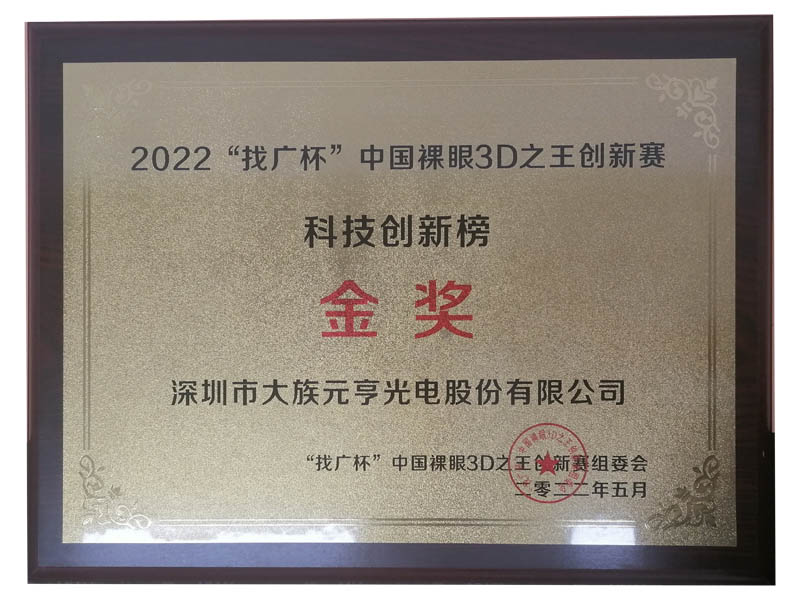 2022“找广杯”中国裸眼3D之王创新赛
科技创新榜
金奖
深圳市大族元亨光电股份有限公司
“找广杯”中国裸眼3D之王创新赛组委会
二零二二年五月